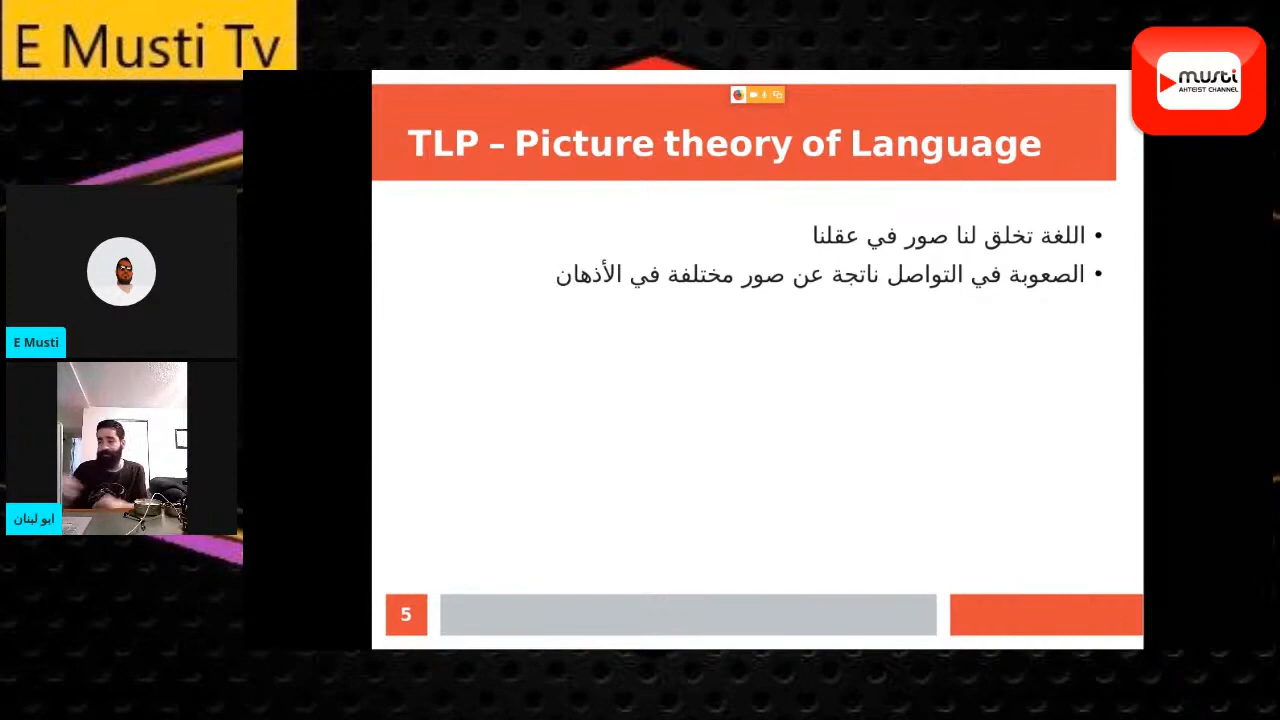 E Musti Tv
musti
AHTEIST CHANNEL
TLP – Picture theory of Language
• اللغة تخلق لنا صور في عقلنا
• الصعوبة في التواصل ناتجة عن صور مختلفة في الأذهان
E Musti
ابو لبنان
5